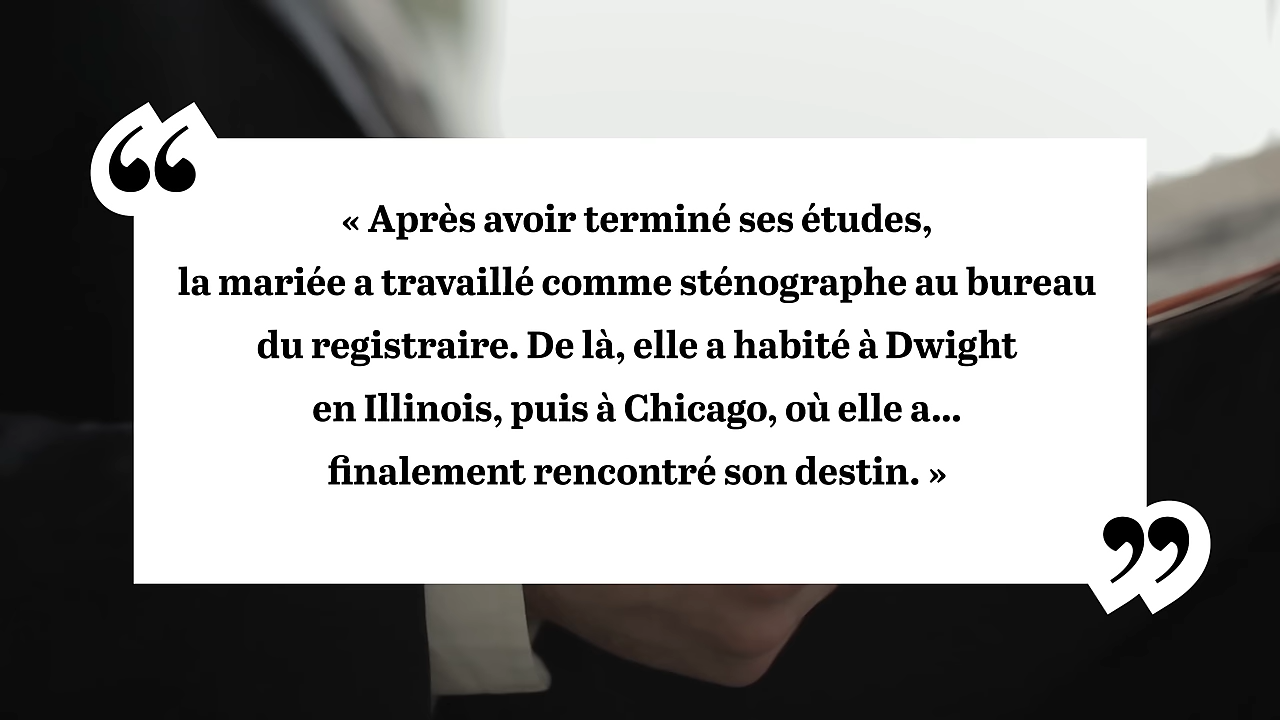 « Après avoir terminé ses études,
la mariée a travaillé comme sténographe au bureau
du registraire. De là, elle a habité à Dwight
en Illinois, puis à Chicago, où elle a...
finalement rencontré son destin. »